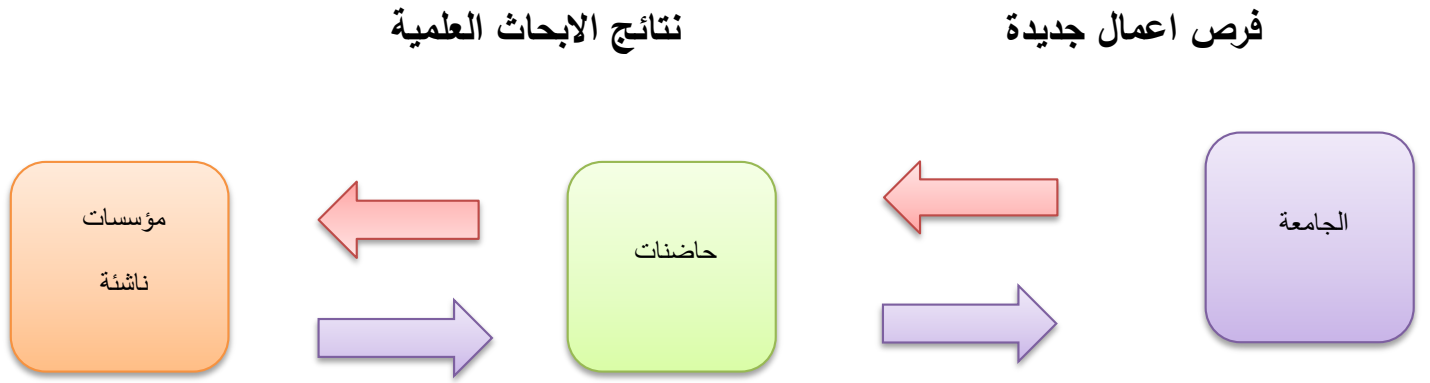 فرص اعمال جديدة
نتائج الابحاث العلمية
الجامعة
حاضنات
مؤسسات
ناشئة